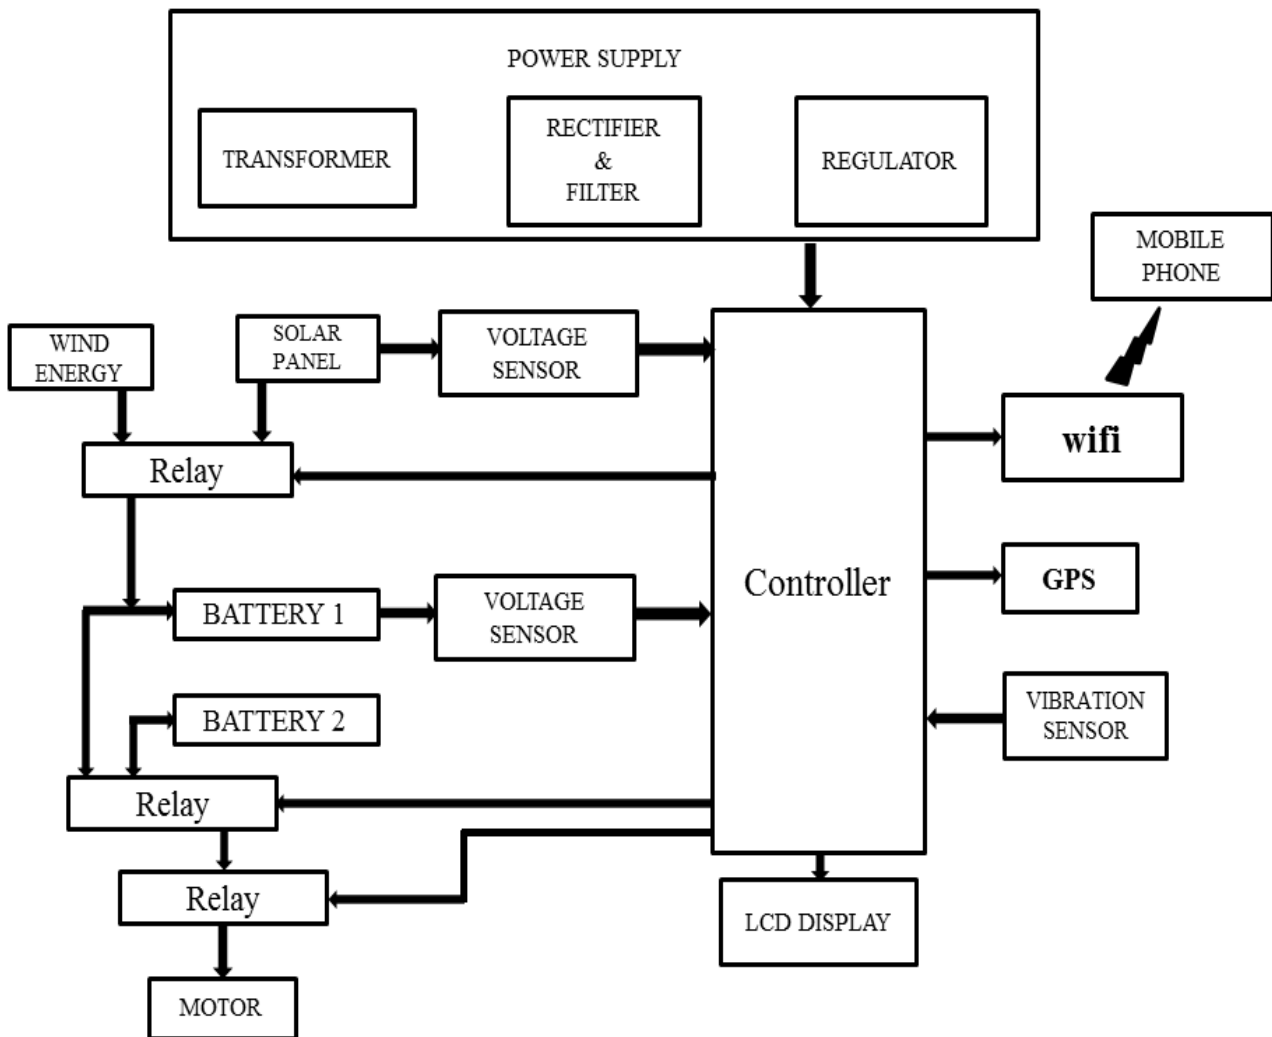 POWER SUPPLY
TRANSFORMER
RECTIFIER
&
FILTER
REGULATOR
MOBILE
PHONE
WIND
ENERGY
SOLAR
PANEL
VOLTAGE
SENSOR
wifi
Relay
Controller
GPS
BATTERY 1
VOLTAGE
SENSOR
BATTERY 2
VIBRATION
SENSOR
Relay
Relay
LCD DISPLAY
MOTOR